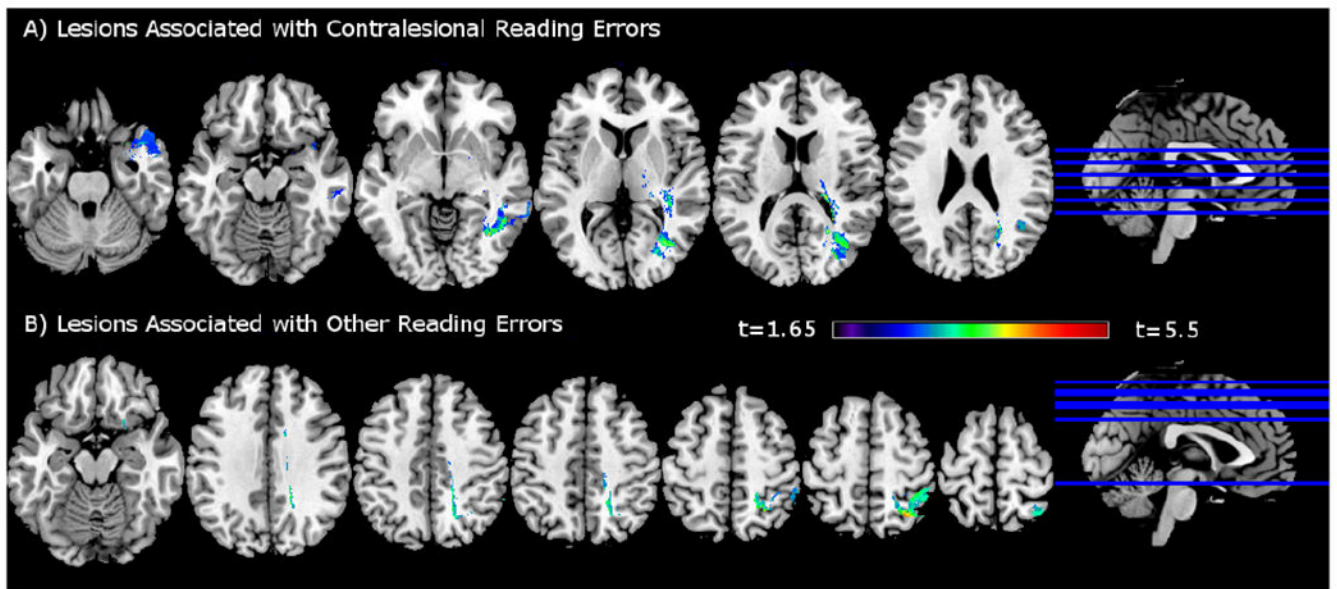 A) Lesions Associated with Contralesional Reading Errors
B) Lesions Associated with Other Reading Errors
t=1.65 t=5.5